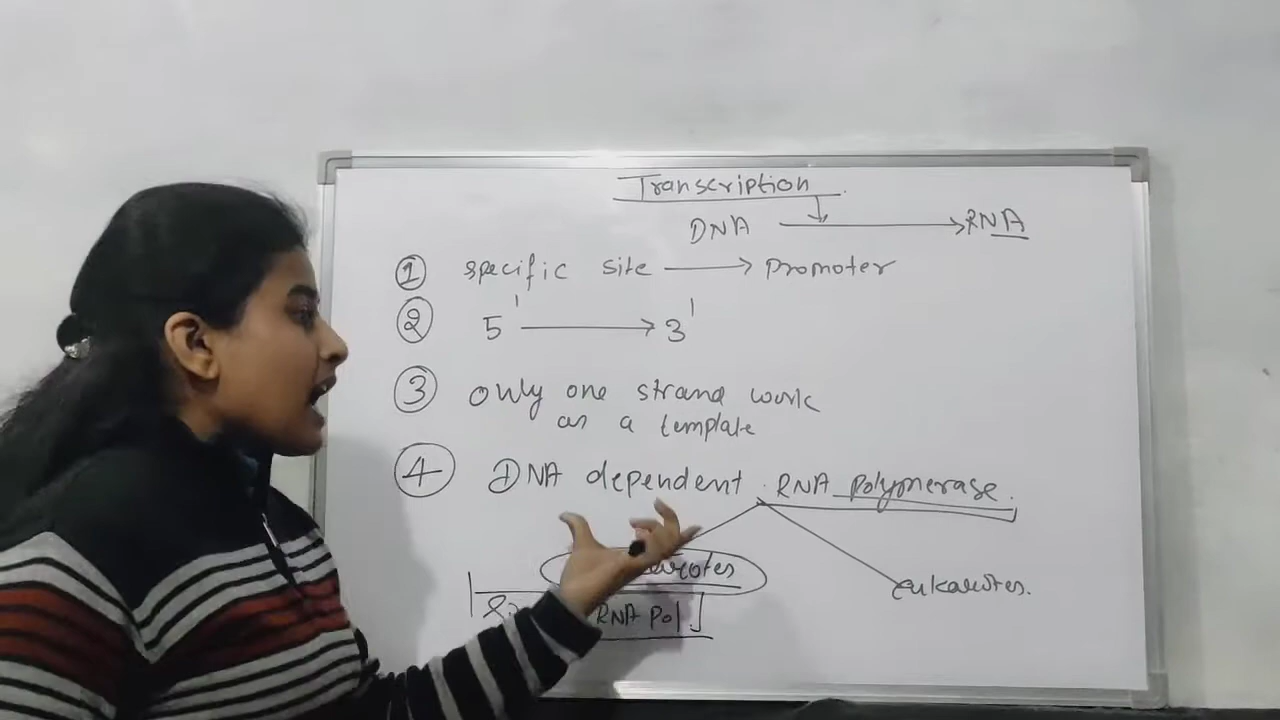 Transcription
DNA → RNA
① specific site → promoter
② 5' → 3'
③ only one strand work
as a template
④ DNA dependent RNA polymerase.
eukarotes.
RNA pol